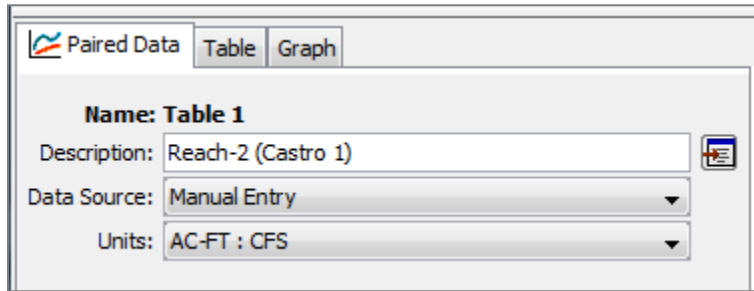 Paired Data Table Graph
Name: Table 1
Description: Reach-2 (Castro 1)
Data Source: Manual Entry
Units: AC-FT : CFS